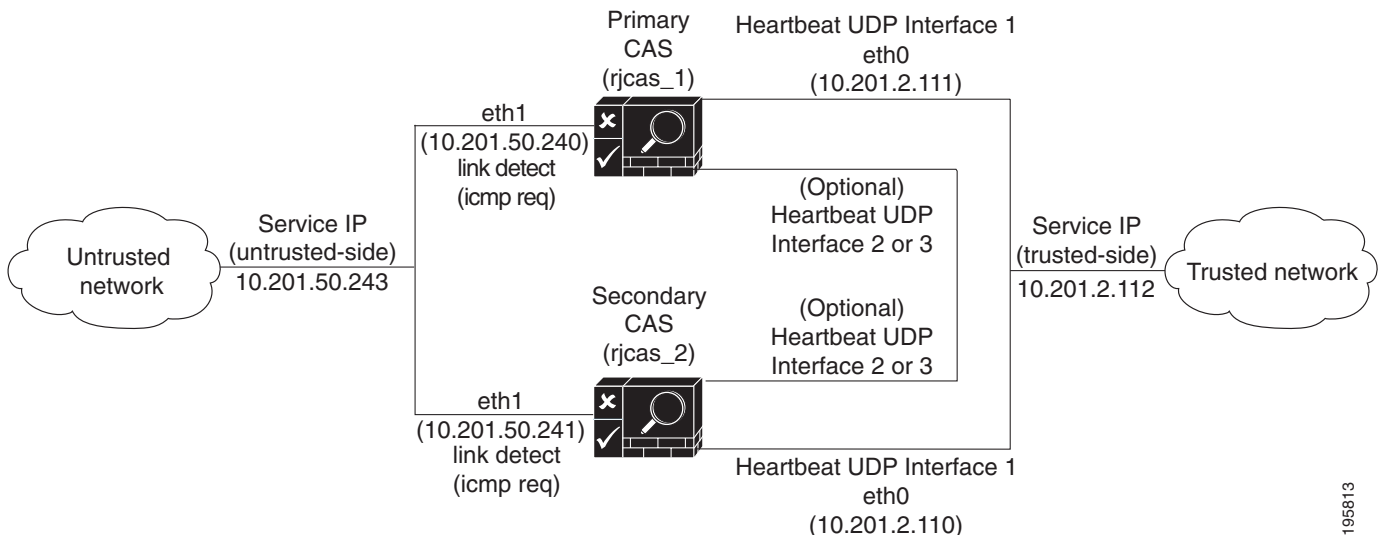 Primary
CAS
(rjcas_1)
Heartbeat UDP Interface 1
eth0
(10.201.2.111)
eth1
(10.201.50.240)
link detect
(icmp req)
(Optional)
Heartbeat UDP
Interface 2 or 3
Untrusted
network
Service IP
(untrusted-side)
10.201.50.243
Service IP
(trusted-side)
10.201.2.112
Trusted network
Secondary
CAS
(rjcas_2)
(Optional)
Heartbeat UDP
Interface 2 or 3
eth1
(10.201.50.241)
link detect
(icmp req)
Heartbeat UDP Interface 1
eth0
(10.201.2.110)
195813